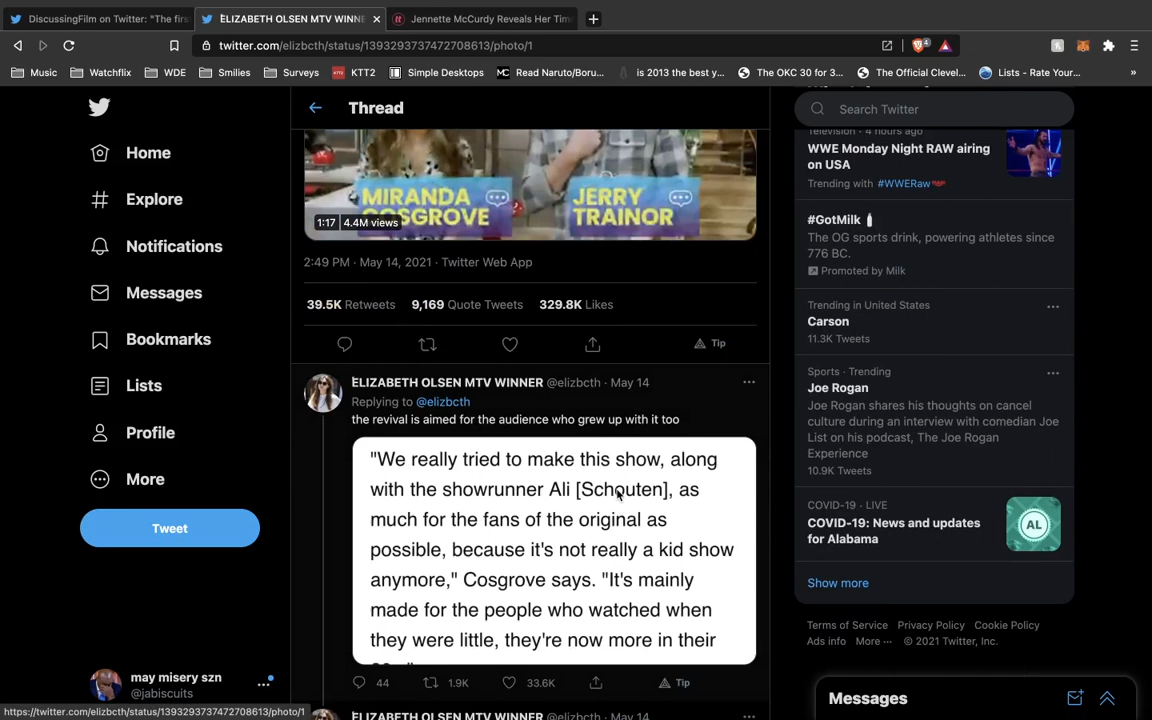 DiscussingFilm on Twitter: "The firs
ELIZABETH OLSEN MTV WINNE
Jennette McCurdy Reveals Her Tim
twitter.com/elizbcth/status/1393293737472708613/photo/1
Music
Watchflix
WDE
Smilies
Surveys
KTT2
Simple Desktops
Read Naruto/Boru...
is 2013 the best y...
The OKC 30 for 3...
The Official Clevel...
Lists - Rate Your...
Home
Explore
Notifications
Messages
Bookmarks
Lists
Profile
More
Tweet
may misery szn
@jabiscuits
https://twitter.com/elizbcth/status/1393293737472708613/photo/1
Thread
MIRANDA
COSGROVE
JERRY
TRAINOR
1:17 4.4M views
2:49 PM · May 14, 2021 · Twitter Web App
39.5K Retweets 9,169 Quote Tweets 329.8K Likes
Tip
ELIZABETH OLSEN MTV WINNER @elizbcth · May 14
Replying to @elizbcth
the revival is aimed for the audience who grew up with it too
"We really tried to make this show, along
with the showrunner Ali [Schouten], as
much for the fans of the original as
possible, because it's not really a kid show
anymore," Cosgrove says. "It's mainly
made for the people who watched when
they were little, they're now more in their
44 1.9K 33.6K Tip
ELIZABETH OLSEN MTV WINNER @elizbcth · May 14
Search Twitter
Television · 4 hours ago
WWE Monday Night RAW airing
on USA
Trending with #WWERaw
#GotMilk
The OG sports drink, powering athletes since
776 BC.
Promoted by Milk
Trending in United States
Carson
11.3K Tweets
Sports · Trending
Joe Rogan
Joe Rogan shares his thoughts on cancel
culture during an interview with comedian Joe
List on his podcast, The Joe Rogan
Experience
10.9K Tweets
COVID-19 · LIVE
COVID-19: News and updates
for Alabama
Show more
Terms of Service Privacy Policy Cookie Policy
Ads info More ··· © 2021 Twitter, Inc.
Messages